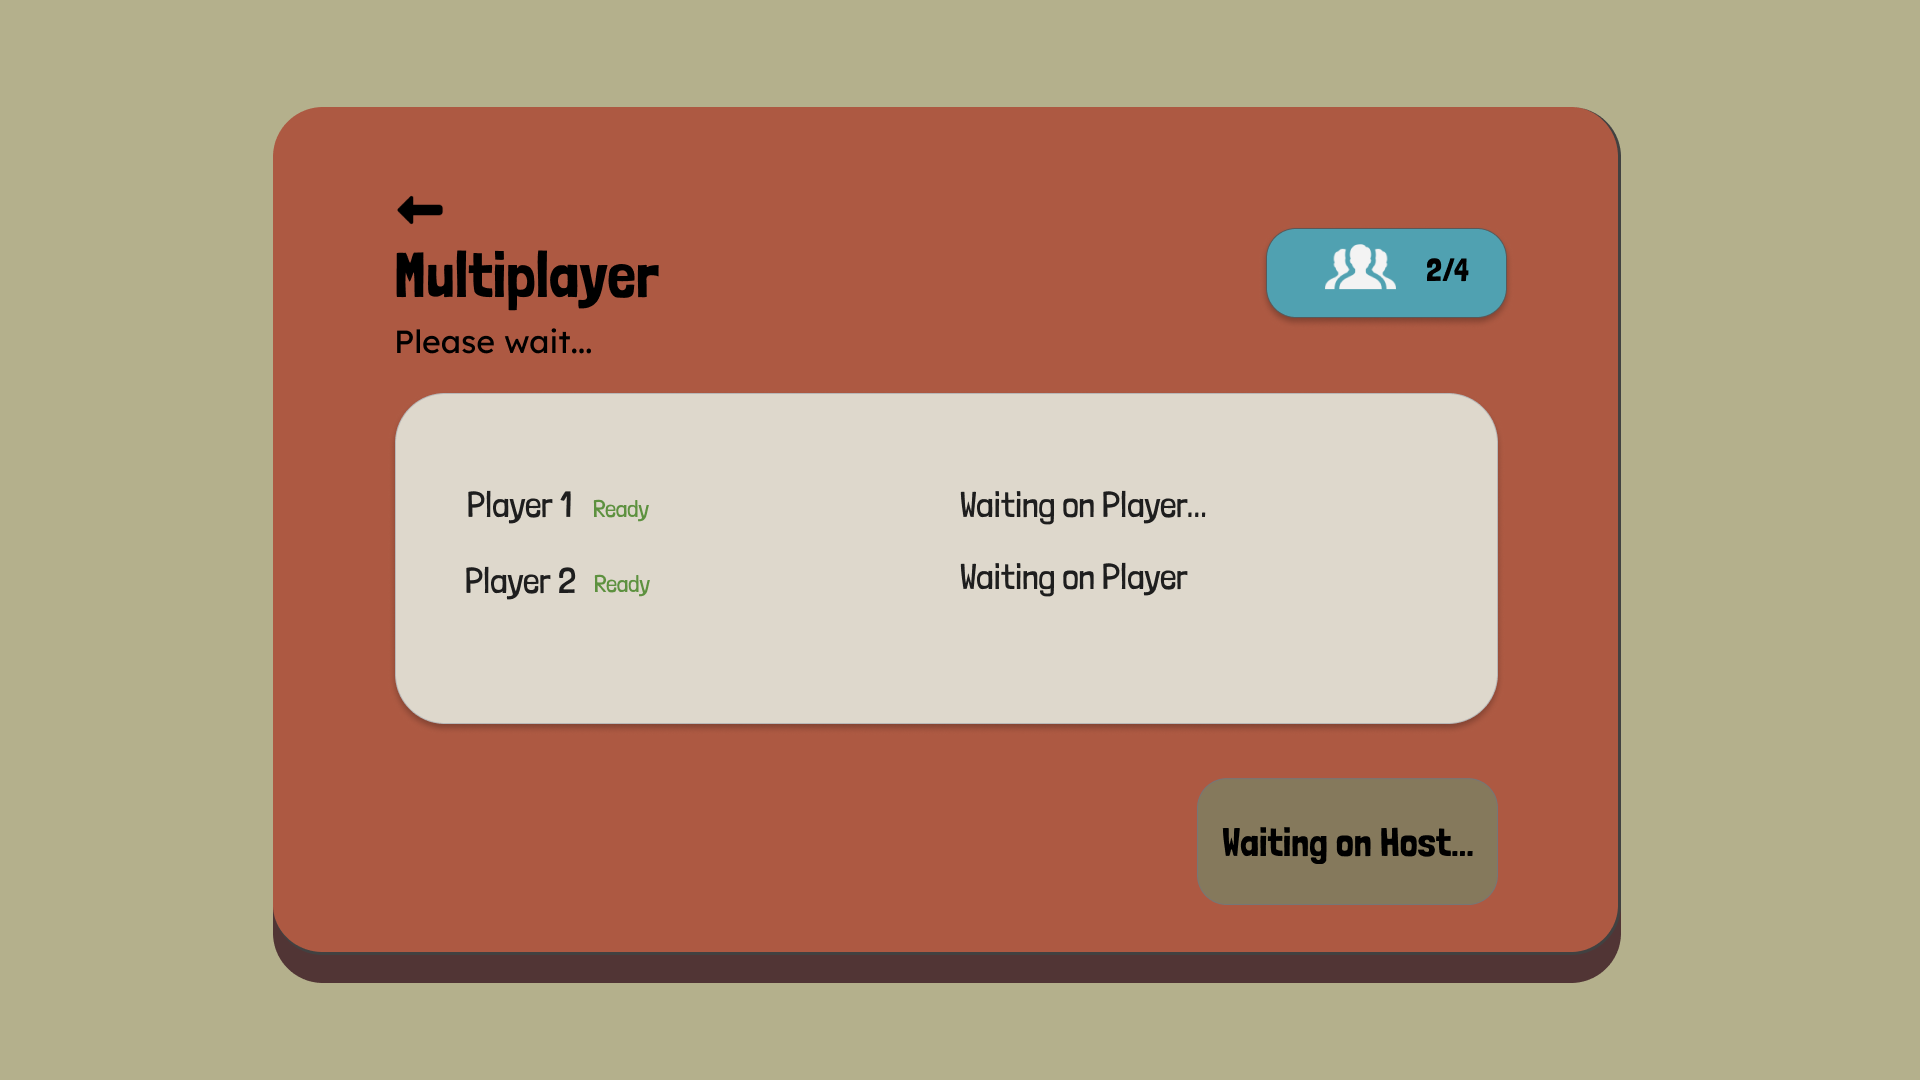 Multiplayer
2/4
Please wait...
Player 1 Ready
Waiting on Player...
Player 2 Ready
Waiting on Player
Waiting on Host...